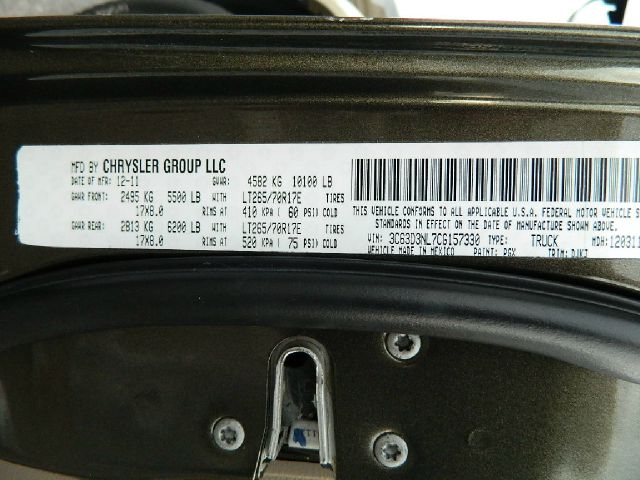 MFD BY CHRYSLER GROUP LLC
DATE OF MFR: 12-11 GVWR: 4582 KG 10100 LB
GAWR FRONT: 2495 KG 5500 LB WITH LT265/70R17E TIRES
17X8.0 RIMS AT 410 KPA ( 60 PSI) COLD
GAWR REAR: 2813 KG 6200 LB WITH LT265/70R17E TIRES
17X8.0 RIMS AT 520 KPA ( 75 PSI) COLD
THIS VEHICLE CONFORMS TO ALL APPLICABLE U.S.A. FEDERAL MOTOR VEHICLE S
STANDARDS IN EFFECT ON THE DATE OF MANUFACTURE SHOWN ABOVE.
VIN: 3C63D3NL7CG157330 TYPE: TRUCK MDH: 120311
VEHICLE MADE IN MEXICO PAINT: PGX TRIM: